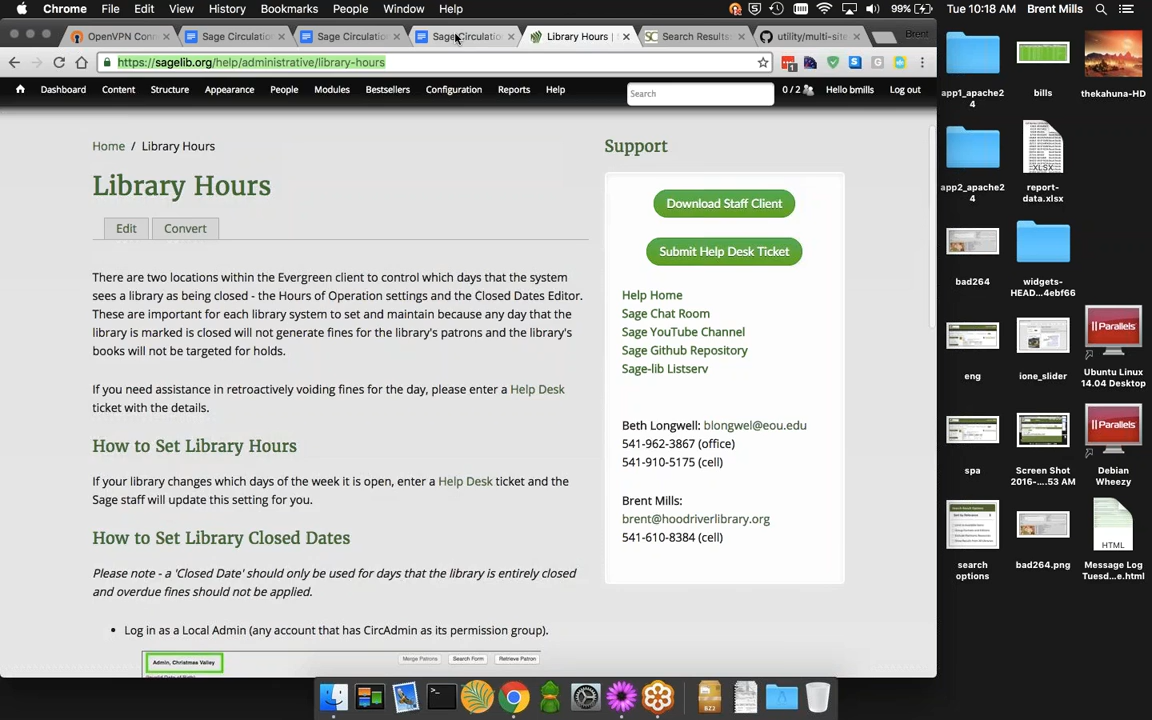 Chrome File Edit View History Bookmarks People Window Help 99% Tue 10:18 AM Brent Mills
OpenVPN Conn Sage Circulation Sage Circulatio Sage Circulatio Library Hours | Search Results utility/multi-site Brent
https://sagelib.org/help/administrative/library-hours
Dashboard Content Structure Appearance People Modules Bestsellers Configuration Reports Help Search 0 / 2 Hello bmills Log out
Home / Library Hours
Library Hours
Edit Convert
There are two locations within the Evergreen client to control which days that the system
sees a library as being closed - the Hours of Operation settings and the Closed Dates Editor.
These are important for each library system to set and maintain because any day that the
library is marked is closed will not generate fines for the library's patrons and the library's
books will not be targeted for holds.
If you need assistance in retroactively voiding fines for the day, please enter a Help Desk
ticket with the details.
How to Set Library Hours
If your library changes which days of the week it is open, enter a Help Desk ticket and the
Sage staff will update this setting for you.
How to Set Library Closed Dates
Please note - a 'Closed Date' should only be used for days that the library is entirely closed
and overdue fines should not be applied.
• Log in as a Local Admin (any account that has CircAdmin as its permission group).
Admin, Christmas Valley Merge Patrons Search Form Retrieve Patron
Support
Download Staff Client
Submit Help Desk Ticket
Help Home
Sage Chat Room
Sage YouTube Channel
Sage Github Repository
Sage-lib Listserv
Beth Longwell: blongwel@eou.edu
541-962-3867 (office)
541-910-5175 (cell)
Brent Mills:
brent@hoodriverlibrary.org
541-610-8384 (cell)
app1_apache2
4
bills
thekahuna-HD
app2_apache2
4
XLSX
report-
data.xlsx
bad264
widgets-
HEAD...4ebf66
Parallels
eng
ione_slider
Ubuntu Linux
14.04 Desktop
Parallels
spa
Screen Shot
2016-....53 AM
Debian
Wheezy
HTML
search
options
bad264.png
Message Log
Tuesd...e.html